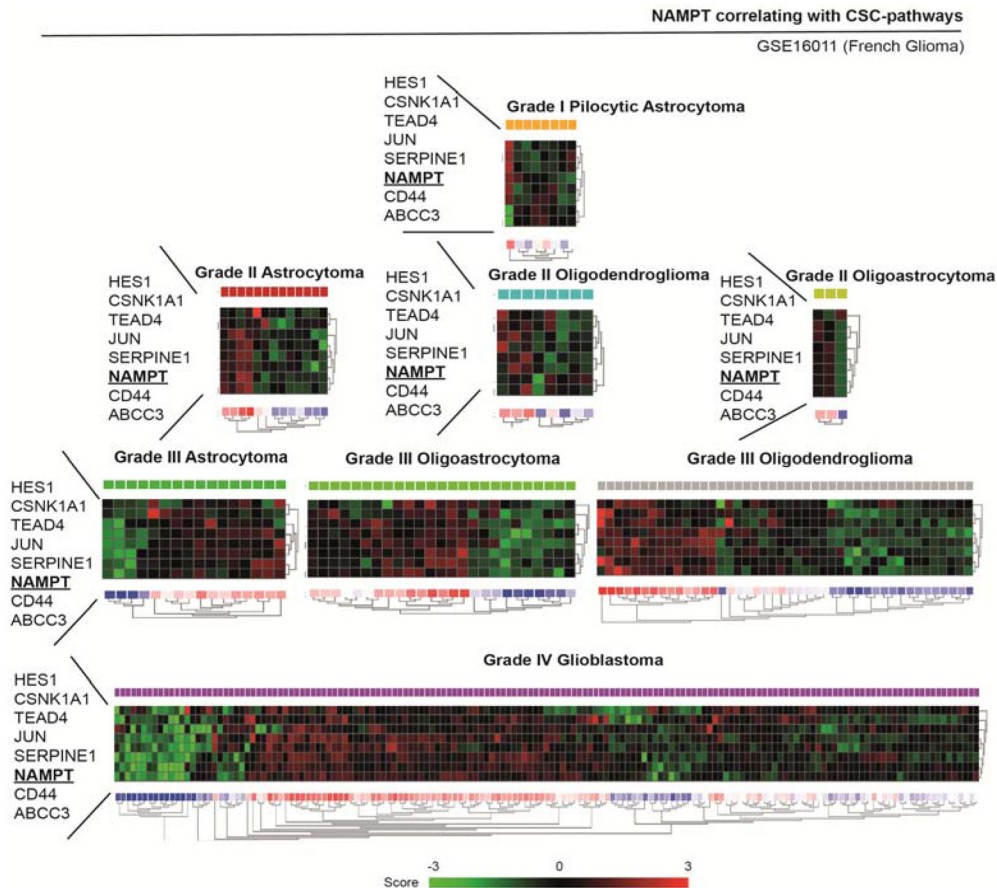 NAMPT correlating with CSC-pathways
GSE16011 (French Glioma)
Grade I Pilocytic Astrocytoma
HES1
CSNK1A1
TEAD4
JUN
SERPINE1
NAMPT
CD44
ABCC3
Grade II Astrocytoma
HES1
CSNK1A1
TEAD4
JUN
SERPINE1
NAMPT
CD44
ABCC3
Grade II Oligodendroglioma
HES1
CSNK1A1
TEAD4
JUN
SERPINE1
NAMPT
CD44
ABCC3
Grade II Oligoastrocytoma
HES1
CSNK1A1
TEAD4
JUN
SERPINE1
NAMPT
CD44
ABCC3
Grade III Astrocytoma
Grade III Oligoastrocytoma
Grade III Oligodendroglioma
HES1
CSNK1A1
TEAD4
JUN
SERPINE1
NAMPT
CD44
ABCC3
Grade IV Glioblastoma
HES1
CSNK1A1
TEAD4
JUN
SERPINE1
NAMPT
CD44
ABCC3
Score -3 0 3